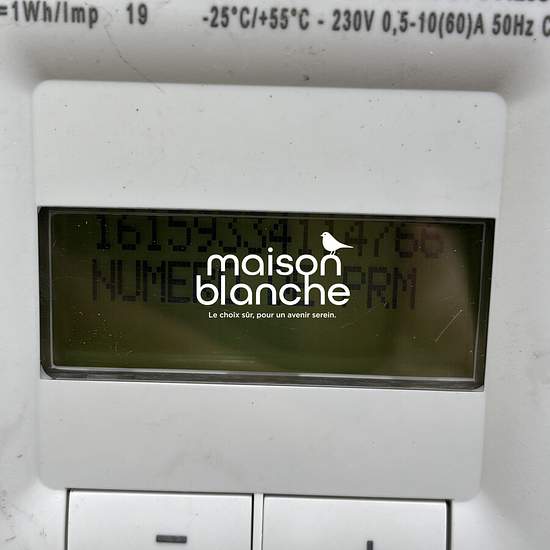 =1Wh/Imp 19 -25°C/+55°C - 230V 0,5-10(60)A 50Hz C
maison
NUMERO PRM
blanche
Le choix sûr, pour un avenir serein.
-
+